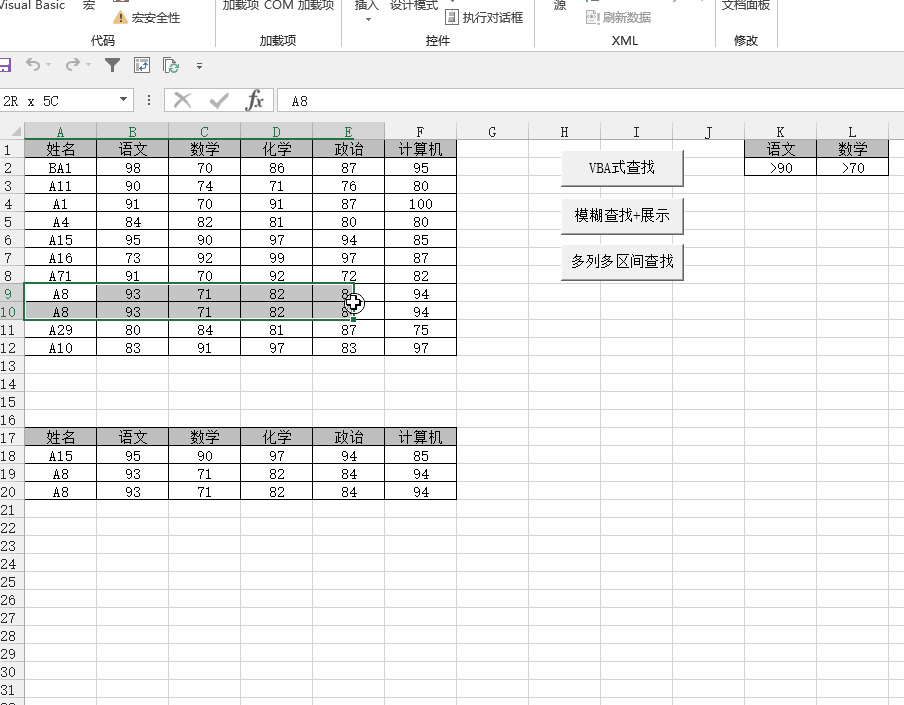 Visual Basic 宏 加载项 COM 加载项 插入 设计模式 源 文档面板
宏安全性 执行对话框 刷新数据
代码 加载项 控件 XML 修改
2R x 5C fx A8
A B C D E F G H I J K L
1 姓名 语文 数学 化学 政治 计算机 语文 数学
2 BA1 98 70 86 87 95 VBA式查找 >90 >70
3 A11 90 74 71 76 80
4 A1 91 70 91 87 100 模糊查找+展示
5 A4 84 82 81 80 80
6 A15 95 90 97 94 85
7 A16 73 92 99 97 87 多列多区间查找
8 A71 91 70 92 72 82
9 A8 93 71 82 8 94
10 A8 93 71 82 8 94
11 A29 80 84 81 87 75
12 A10 83 91 97 83 97
13
14
15
16
17 姓名 语文 数学 化学 政治 计算机
18 A15 95 90 97 94 85
19 A8 93 71 82 84 94
20 A8 93 71 82 84 94
21
22
23
24
25
26
27
28
29
30
31